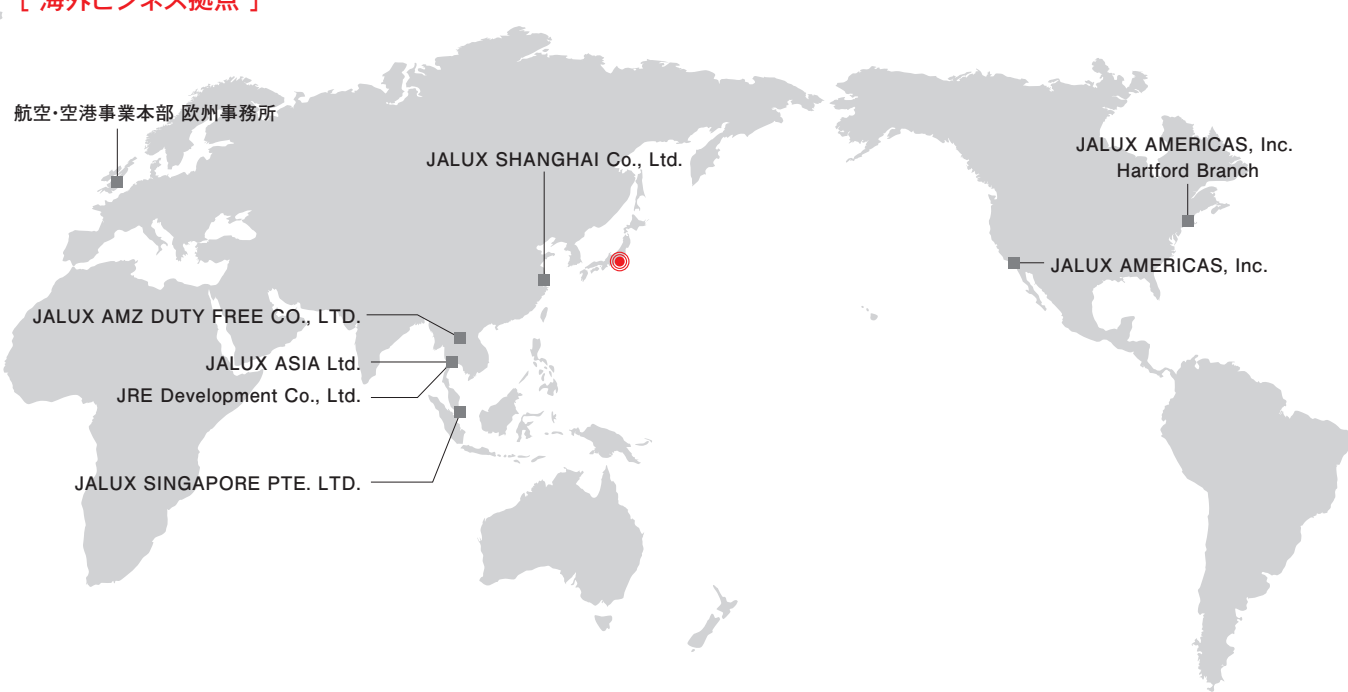 [ 海外ビジネス拠点 ]
航空・空港事業本部 欧州事務所
JALUX SHANGHAI Co., Ltd.
JALUX AMERICAS, Inc.
Hartford Branch
JALUX AMERICAS, Inc.
JALUX AMZ DUTY FREE CO., LTD.
JALUX ASIA Ltd.
JRE Development Co., Ltd.
JALUX SINGAPORE PTE. LTD.